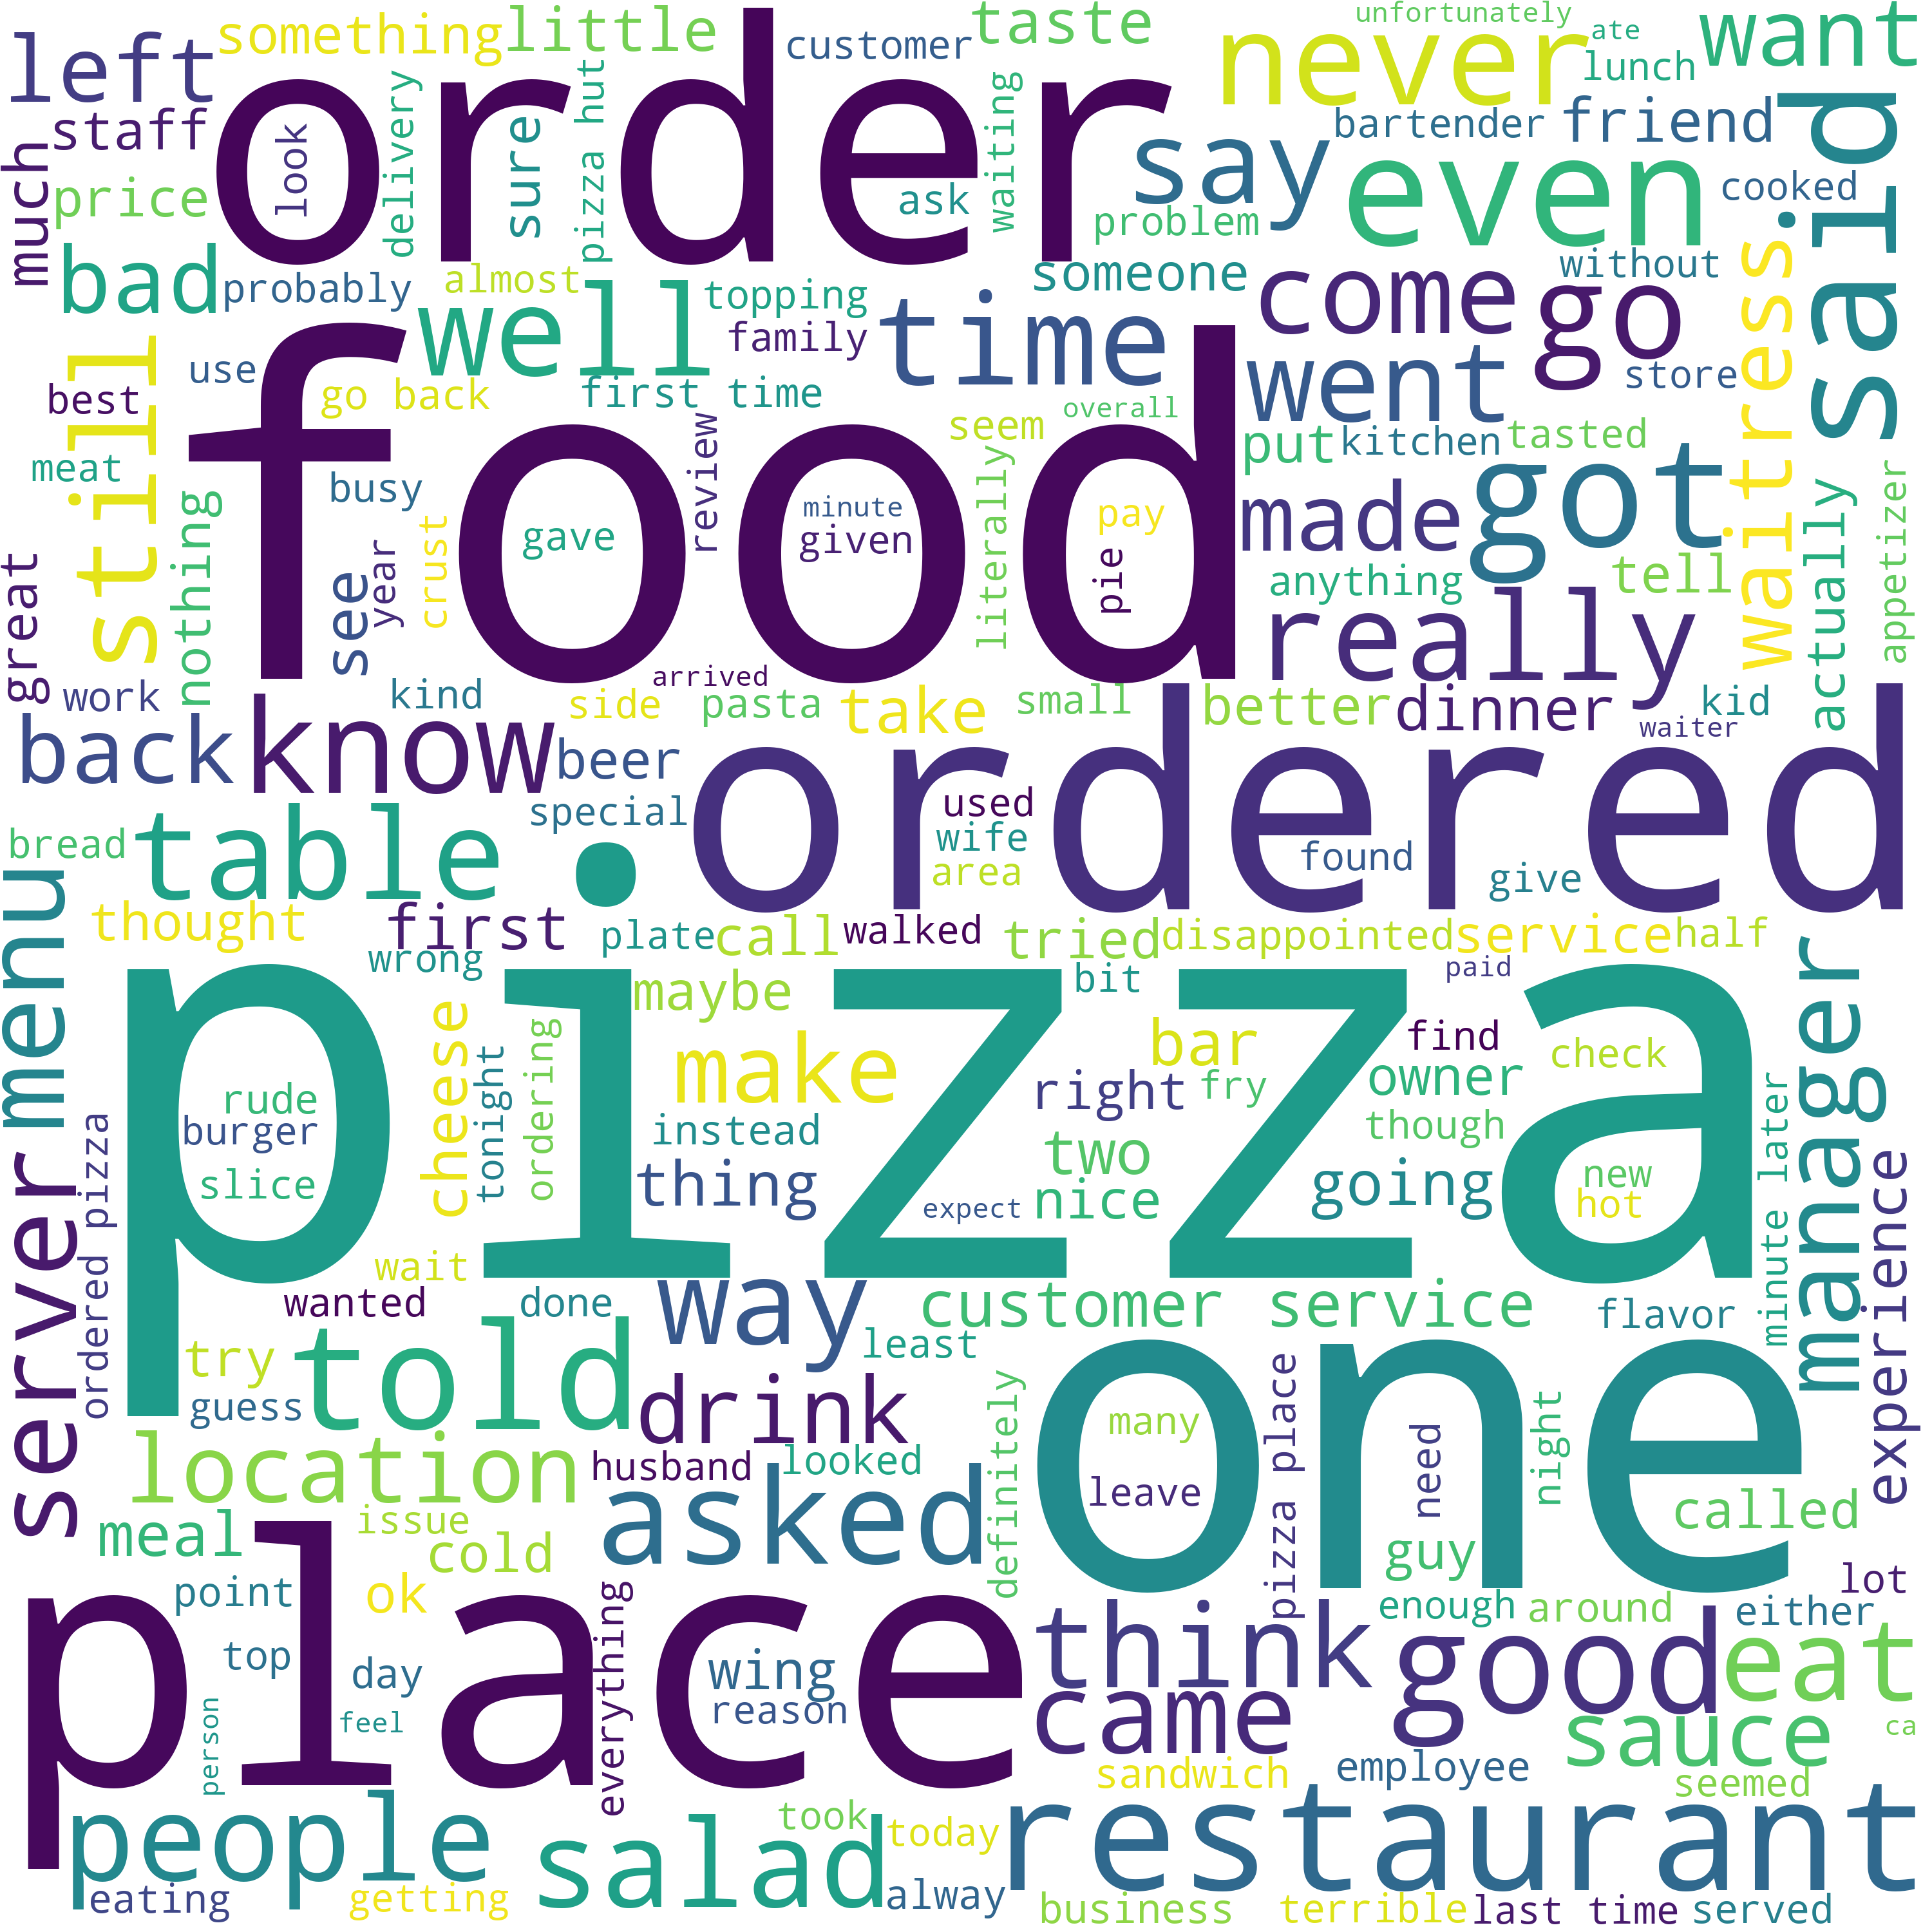 left
something
little
customer
taste
unfortunately
ate
want
never
lunch
order
staff
look
delivery
sure
pizza hut
waiting
say
bartender
friend
said
much
price
ask
problem
even
cooked
bad
probably
almost
well
topping
family
time
someone
come
go
without
waitress
still
use
best
go back
first time
seem
overall
went
store
food
meat
busy
review
minute
given
gave
pay
pie
literally
put
kitchen
tasted
got
made
actually
appetizer
great
nothing
see
year
crust
anything
tell
really
work
kind
arrived
side
pasta
take
small
better
dinner
kid
waiter
back
know
beer
special
ordered
used
wife
area
found
give
bread
table
menu
thought
first
wrong
plate
call
walked
tried
disappointed
service
half
pizza
maybe
bit
paid
manager
cheese
tonight
ordering
make
bar
find
check
rude
burger
slice
instead
right
fry
owner
though
thing
two
nice
expect
going
new
hot
minute later
experience
server
ordered pizza
wait
wanted
done
way
customer service
flavor
try
guess
told
least
drink
one
many
leave
need
night
pizza place
definitely
location
husband
looked
called
meal
issue
cold
asked
guy
lot
point
ok
place
everything
enough
around
either
top
day
wing
reason
think
good
eat
person
feel
came
sauce
ca
sandwich
employee
seemed
people
salad
took
today
restaurant
eating
getting
alway
business
terrible
last time
served